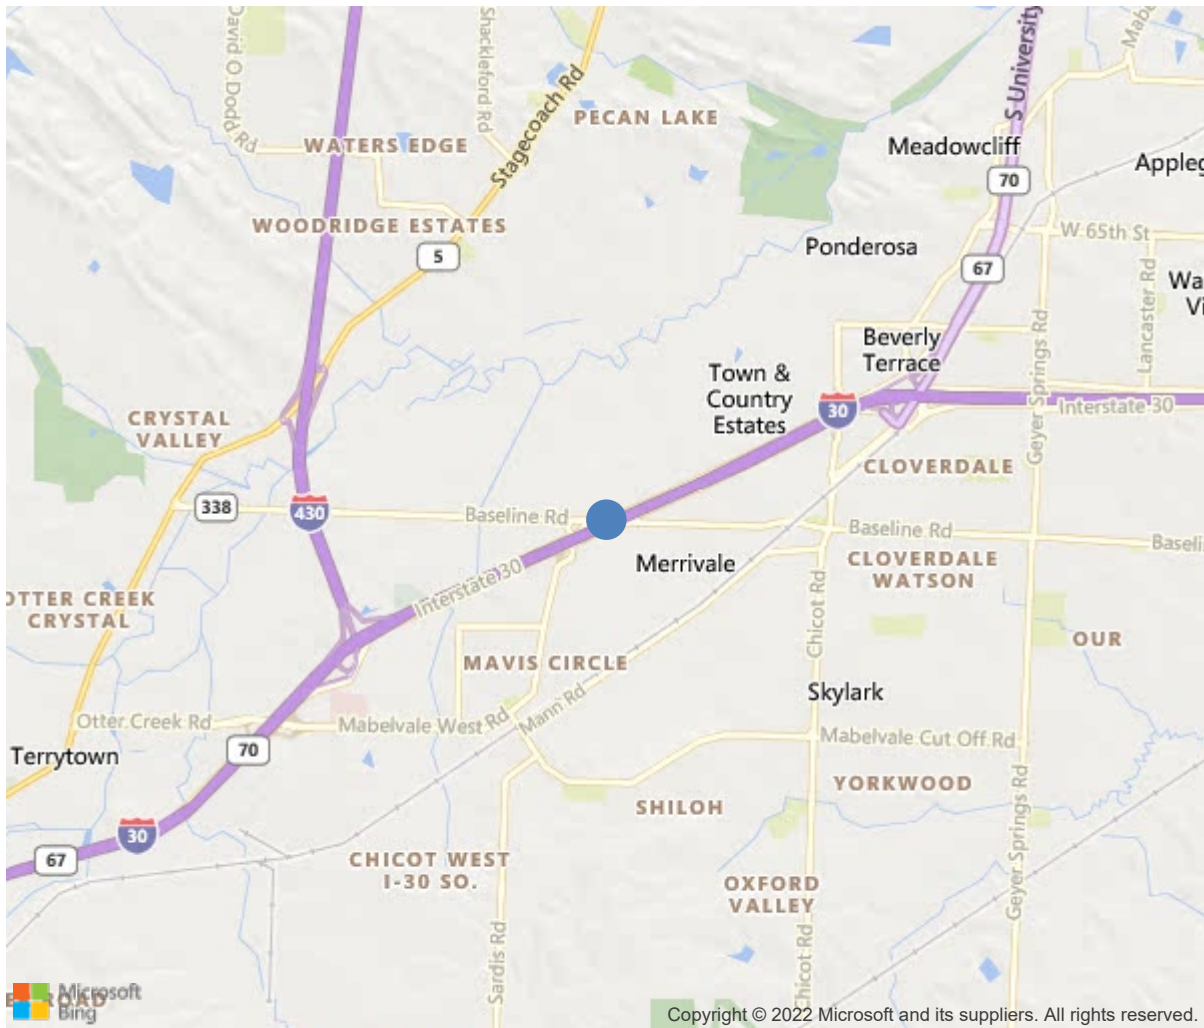 David O Dodd Rd
Shackleford Rd
Stagecoach Rd
S University
PECAN LAKE
WATERS EDGE
Meadowcliff
70
WOODRIDGE ESTATES
5
Ponderosa
W 65th St
67
Lancaster Rd
Geyer Springs Rd
Beverly
Terrace
Town &
Country
Estates
30
Interstate 30
CRYSTAL
VALLEY
CLOVERDALE
338
430
Baseline Rd
Baseline Rd
Merrivale
CLOVERDALE
WATSON
Interstate 30
OTTER CREEK
CRYSTAL
Chicot Rd
OUR
MAVIS CIRCLE
Skylark
Otter Creek Rd
Mabelvale West Rd
Mann Rd
Mabelvale Cut Off Rd
70
Terrytown
YORKWOOD
SHILOH
30
67
Geyer Springs Rd
CHICOT WEST
I-30 SO.
OXFORD
VALLEY
Sardis Rd
Chicot Rd
Microsoft
Bing
ROAD
Copyright © 2022 Microsoft and its suppliers. All rights reserved.